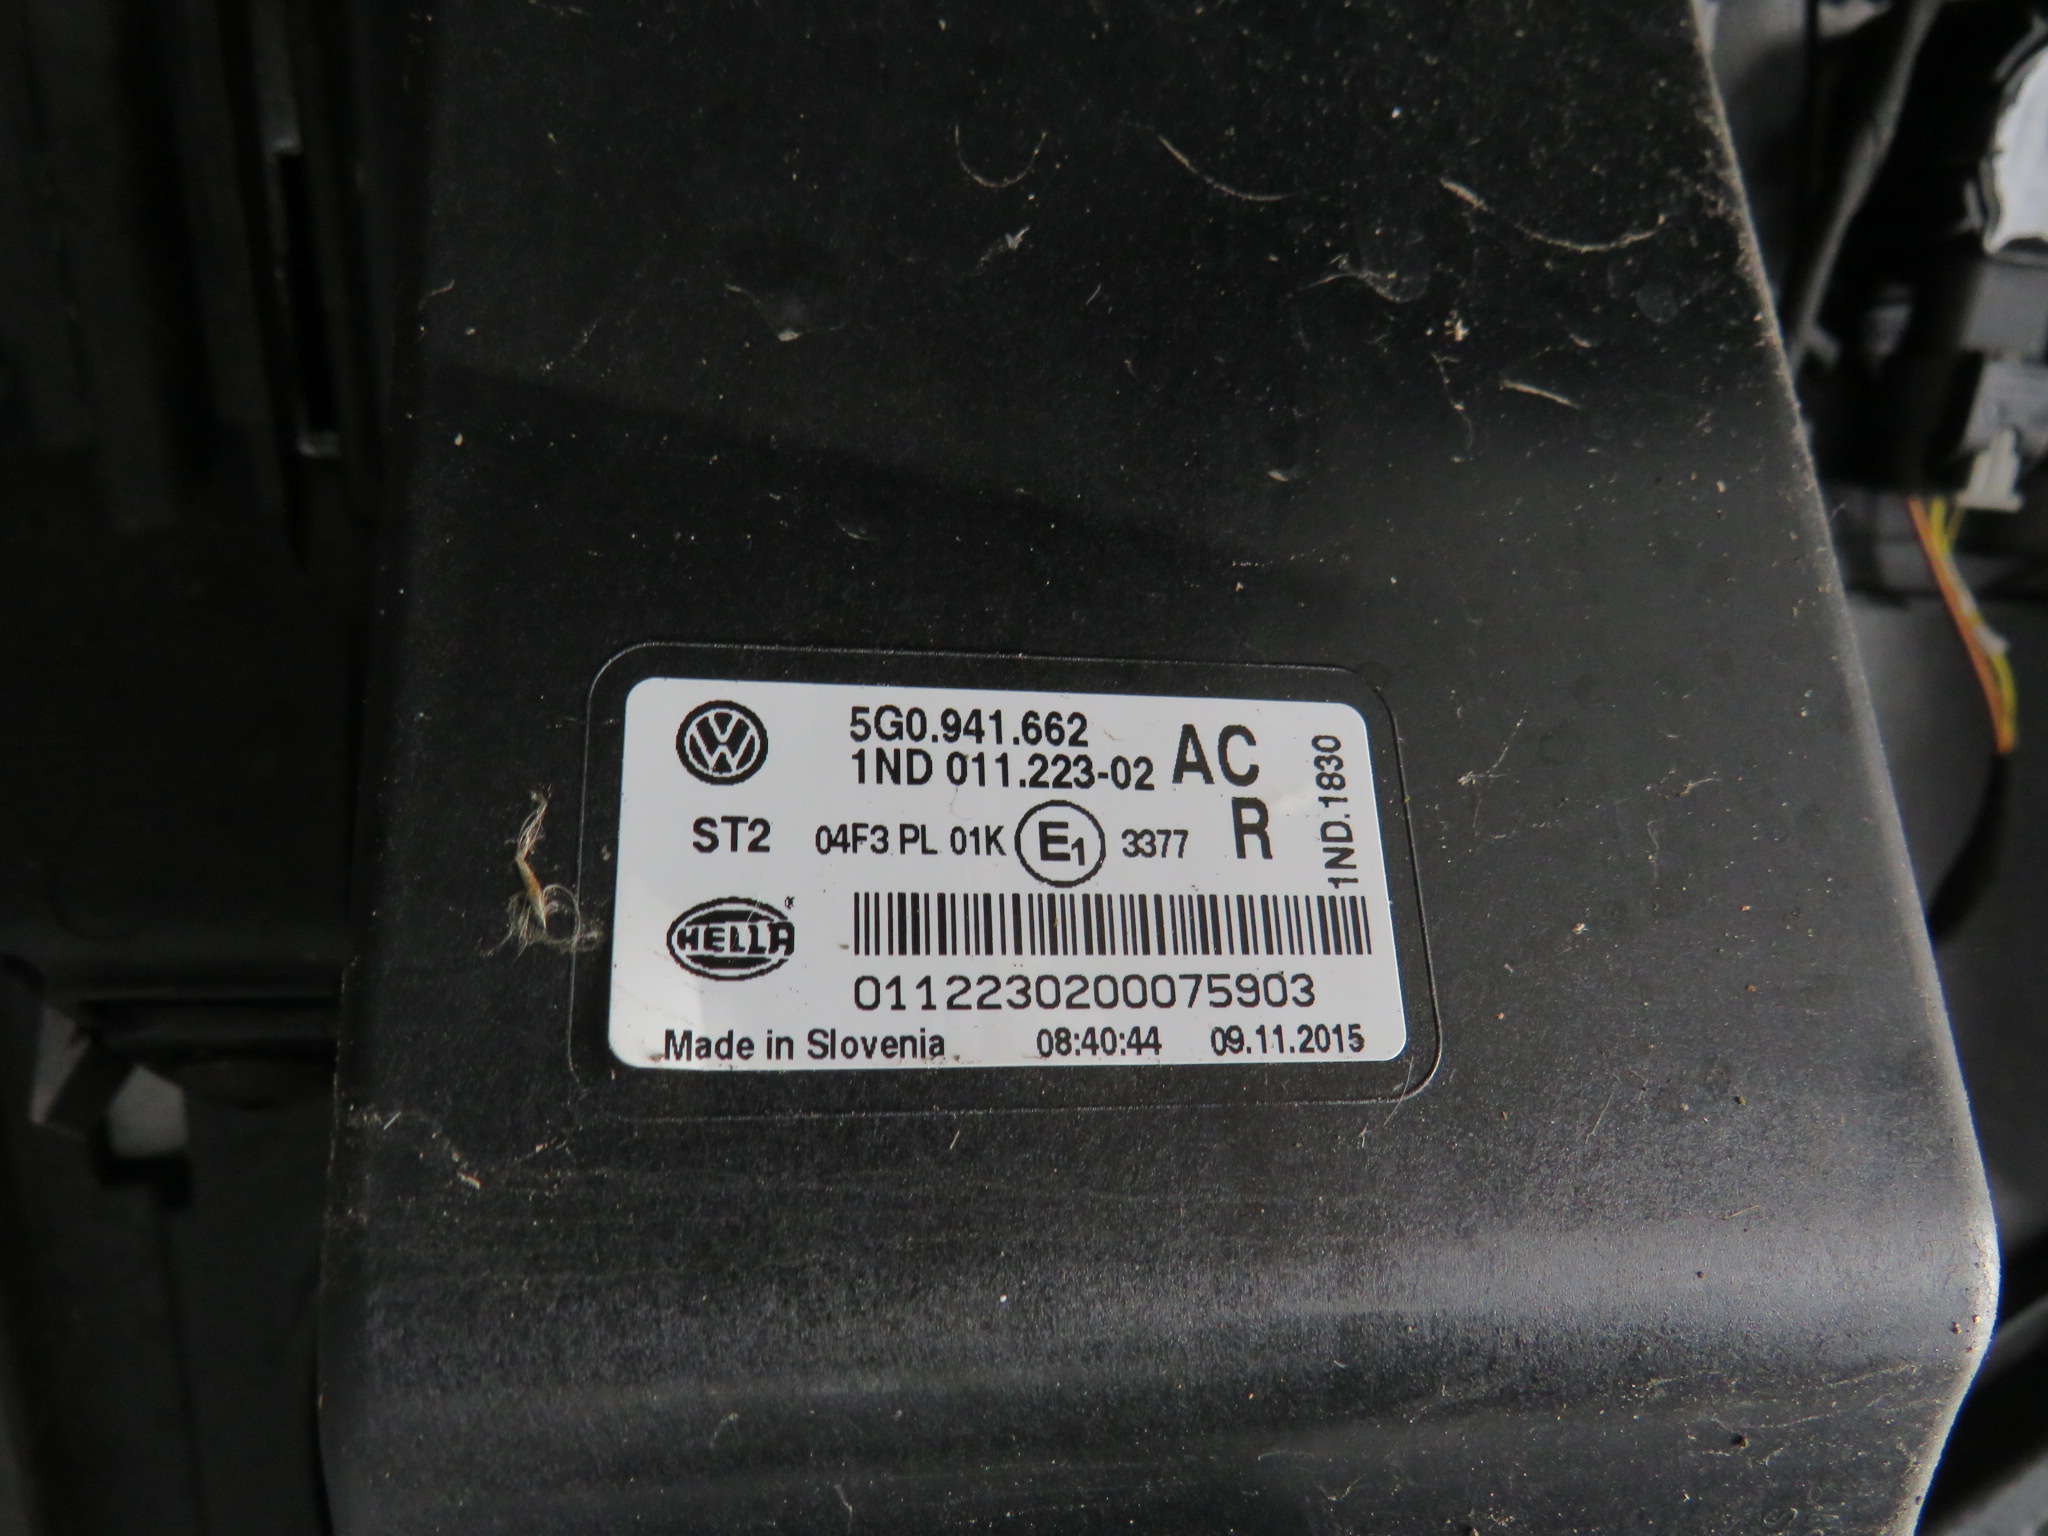 5G0.941.662
1ND 011.223-02 AC
ST2 04F3 PL 01K E1 3377 R
1ND.1830
HELLA
0112230200075903
Made in Slovenia 08:40:44 09.11.2015